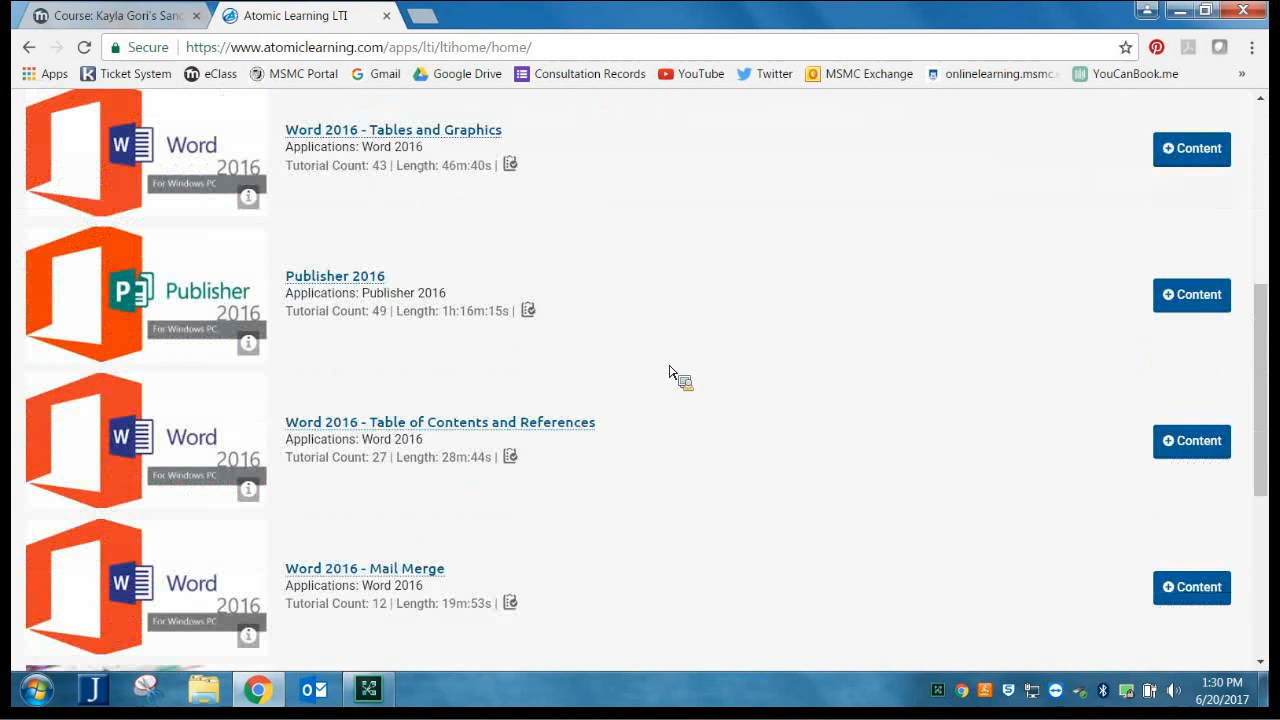 Course: Kayla Gori's Sanc
Atomic Learning LTI
Secure
https://www.atomiclearning.com/apps/lti/ltihome/home/
Apps
Ticket System
eClass
MSMC Portal
Gmail
Google Drive
Consultation Records
YouTube
Twitter
MSMC Exchange
onlinelearning.msmc.
YouCanBook.me
»
W Word
2016
For Windows PC
Word 2016 - Tables and Graphics
Applications: Word 2016
Tutorial Count: 43 | Length: 46m:40s |
Content
P Publisher
2016
For Windows PC
Publisher 2016
Applications: Publisher 2016
Tutorial Count: 49 | Length: 1h:16m:15s |
Content
W Word
2016
For Windows PC
Word 2016 - Table of Contents and References
Applications: Word 2016
Tutorial Count: 27 | Length: 28m:44s |
Content
W Word
2016
For Windows PC
Word 2016 - Mail Merge
Applications: Word 2016
Tutorial Count: 12 | Length: 19m:53s |
Content
J
1:30 PM
6/20/2017